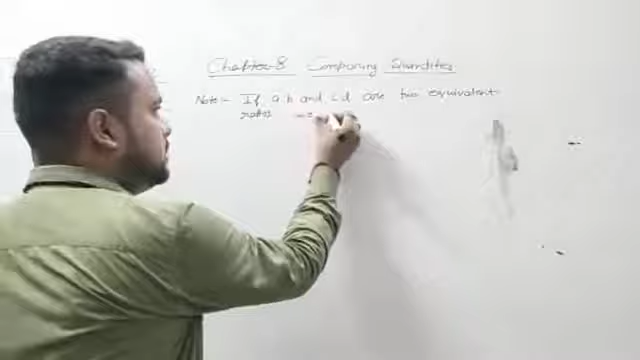 Chapter-8 Comparing Quantities
Note:- If a:b and c:d are two equivalent
ratios